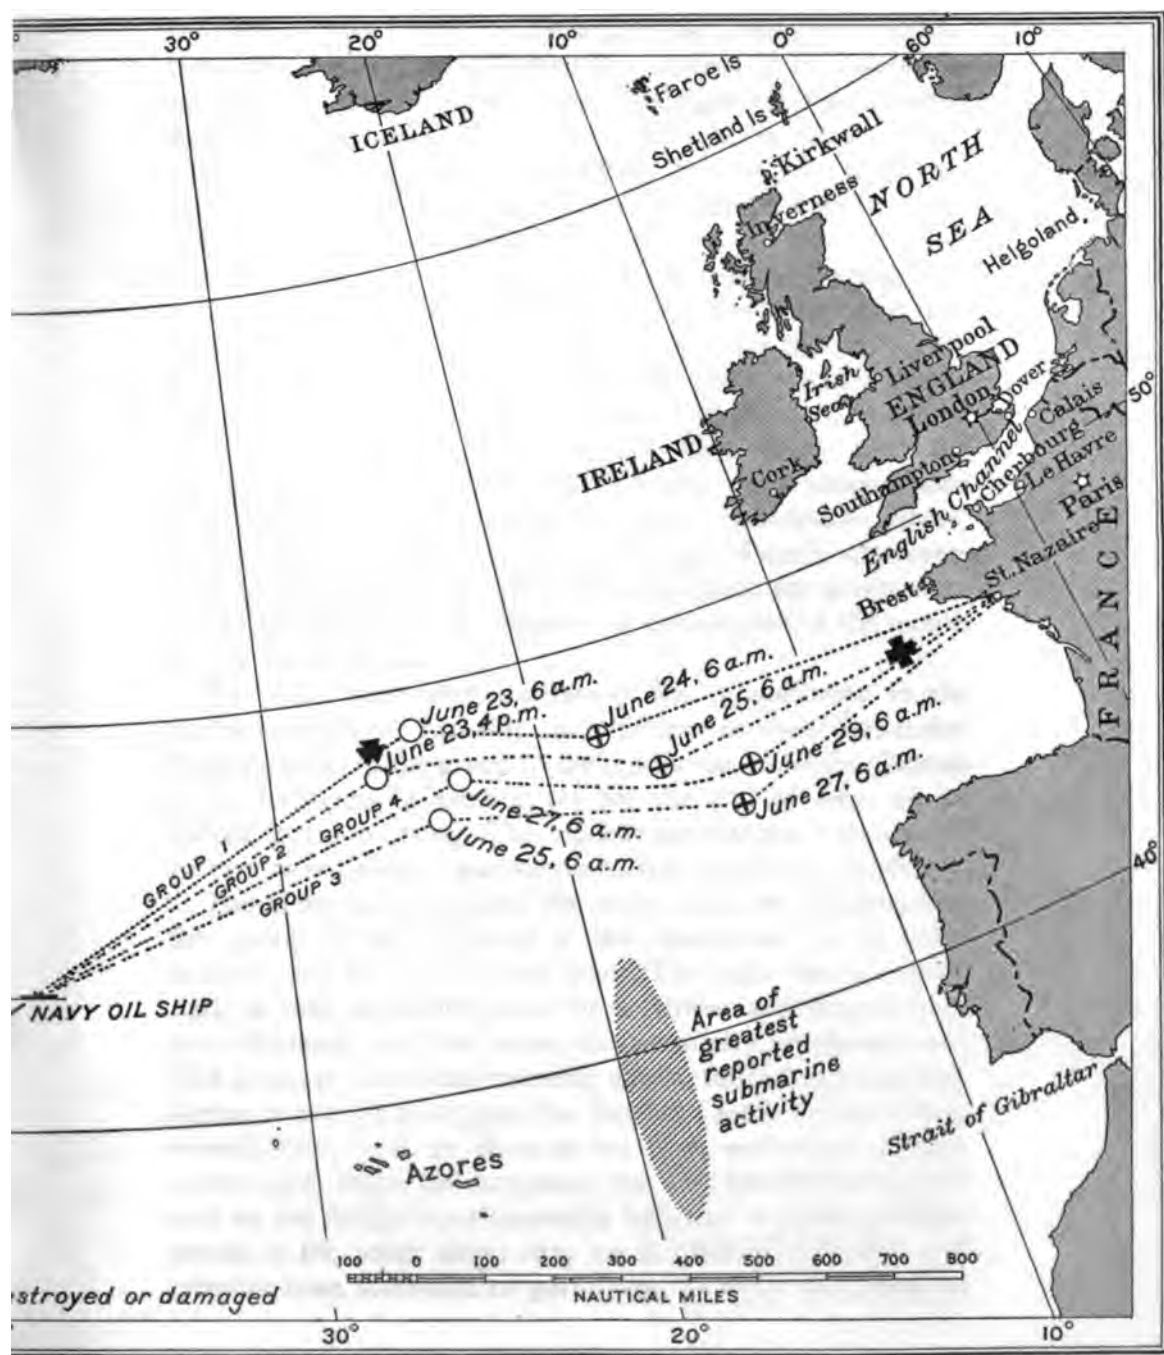 30°
20°
10°
0°
60°
10°
Faroe Is
Shetland Is
ICELAND
Kirkwall
NORTH
SEA
Inverness
Helgoland
Liverpool
Irish
Sea
ENGLAND
London
Dover
50°
Calais
IRELAND
Cork
Southampton
English Channel
Cherbourg
Le Havre
Paris
St. Nazaire
Brest
FRANCE
June 23, 6 a.m.
June 23, 4 p.m.
June 24, 6 a.m.
June 25, 6 a.m.
June 29, 6 a.m.
June 27, 6 a.m.
June 27, 6 a.m.
June 25, 6 a.m.
GROUP 1
GROUP 2
GROUP 4
GROUP 3
40°
NAVY OIL SHIP
Area of
greatest
reported
submarine
activity
Strait of Gibraltar
Azores
100 0 100 200 300 400 500 600 700 800
NAUTICAL MILES
stroyed or damaged
30°
20°
10°